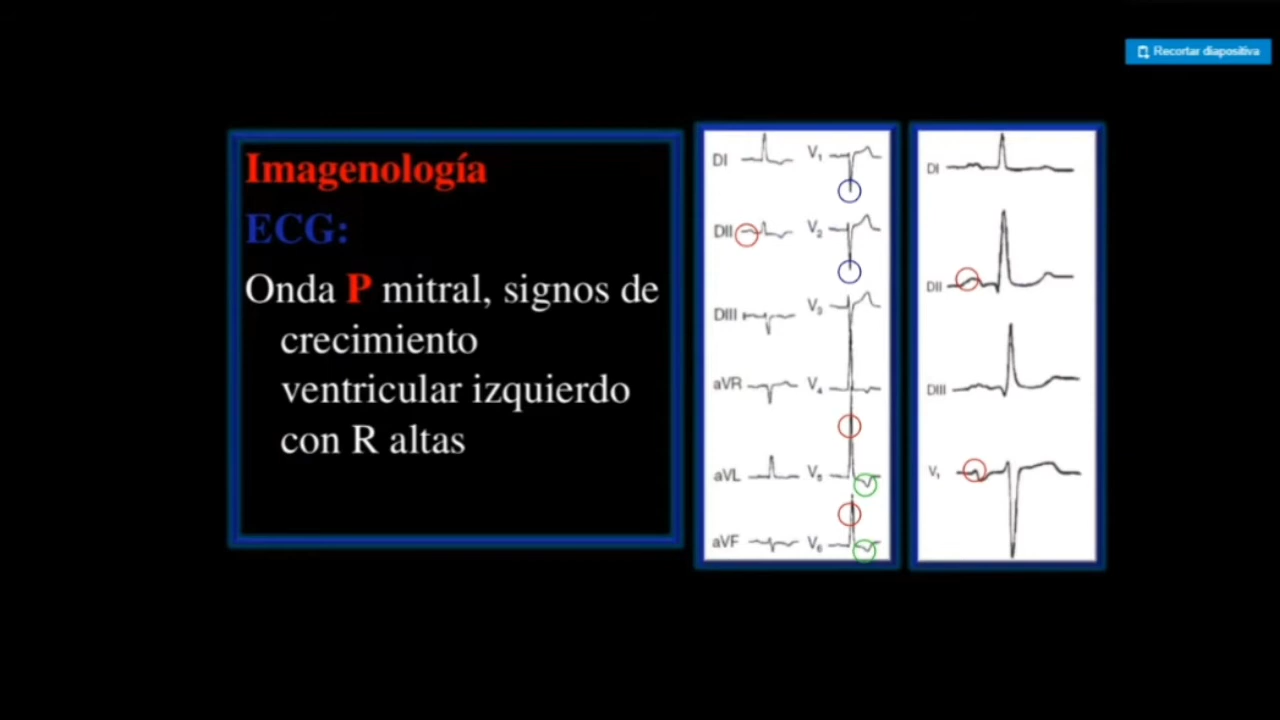 Recortar diapositiva
Imagenología
ECG:
Onda P mitral, signos de
crecimiento
ventricular izquierdo
con R altas
DI
V1
DII
V2
DIII
V3
aVR
V4
aVL
V5
aVF
V6
DI
DII
DIII
V1